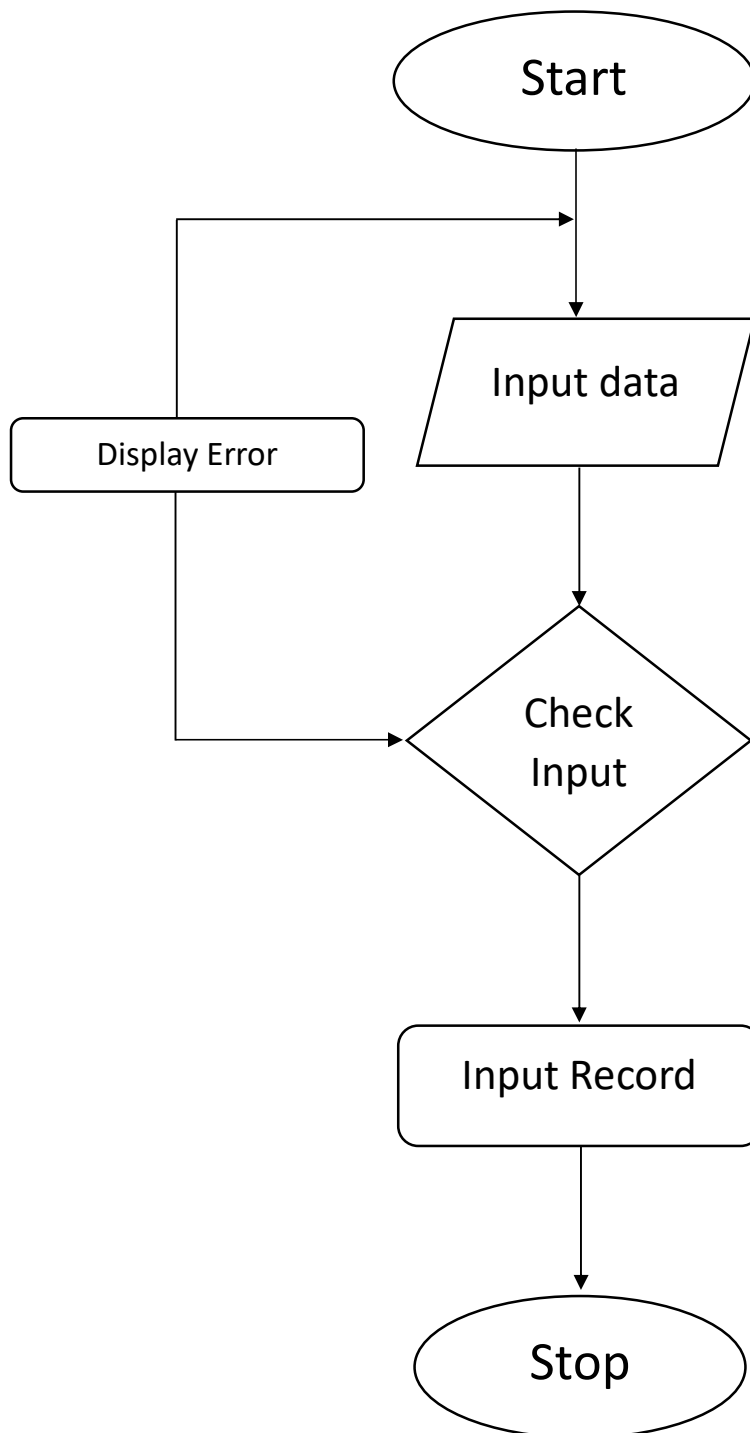 Start
Input data
Display Error
Check
Input
Input Record
Stop